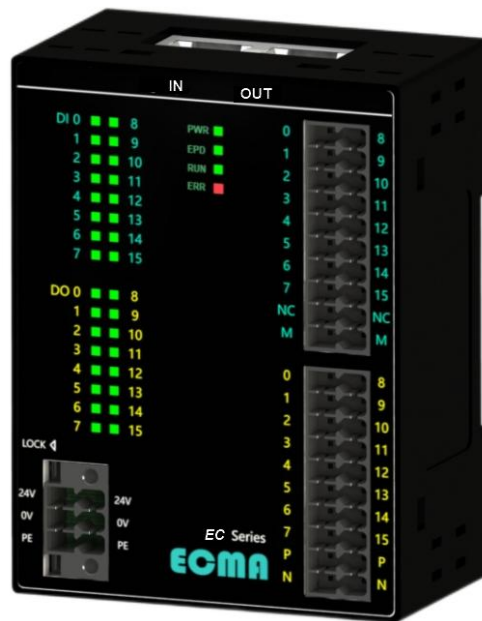 IN OUT
DI 0 8
1 9
2 10
3 11
4 12
5 13
6 14
7 15
PWR
EPD
RUN
ERR
0 8
1 9
2 10
3 11
4 12
5 13
6 14
7 15
NC NC
M M
DO 0 8
1 9
2 10
3 11
4 12
5 13
6 14
7 15
0 8
1 9
2 10
3 11
4 12
5 13
6 14
7 15
P P
N N
LOCK
24V 24V
0V 0V
PE PE
EC Series
ECMA